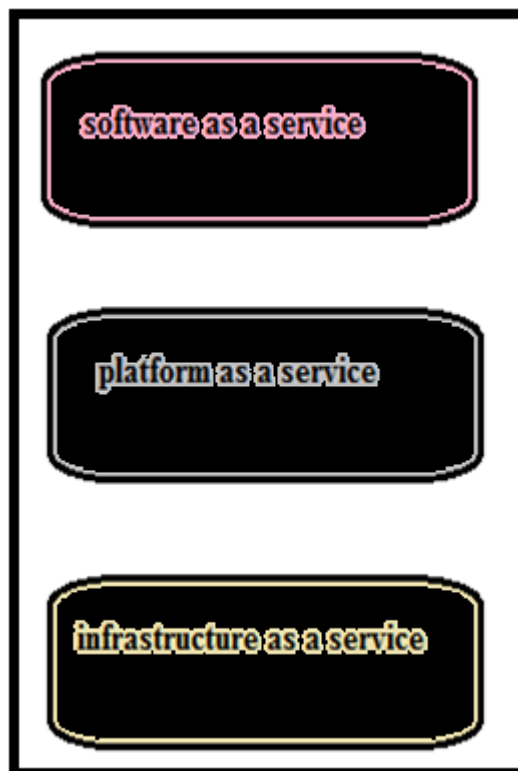 software as a service
platform as a service
infrastructure as a service